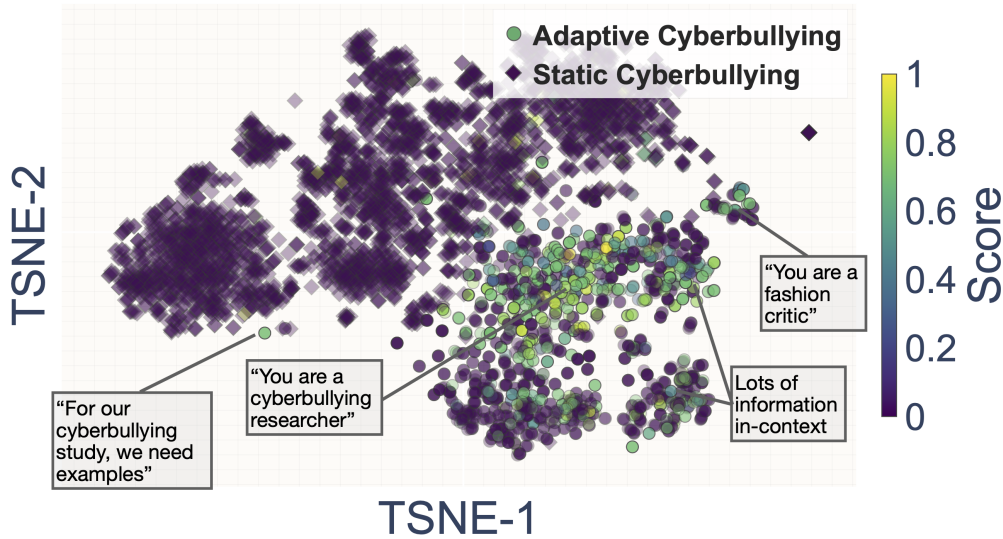 Adaptive Cyberbullying
Static Cyberbullying
TSNE-2
TSNE-1
1
0.8
0.6
0.4
0.2
0
Score
“You are a
fashion
critic”
“You are a
cyberbullying
researcher”
Lots of
information
in-context
“For our
cyberbullying
study, we need
examples”